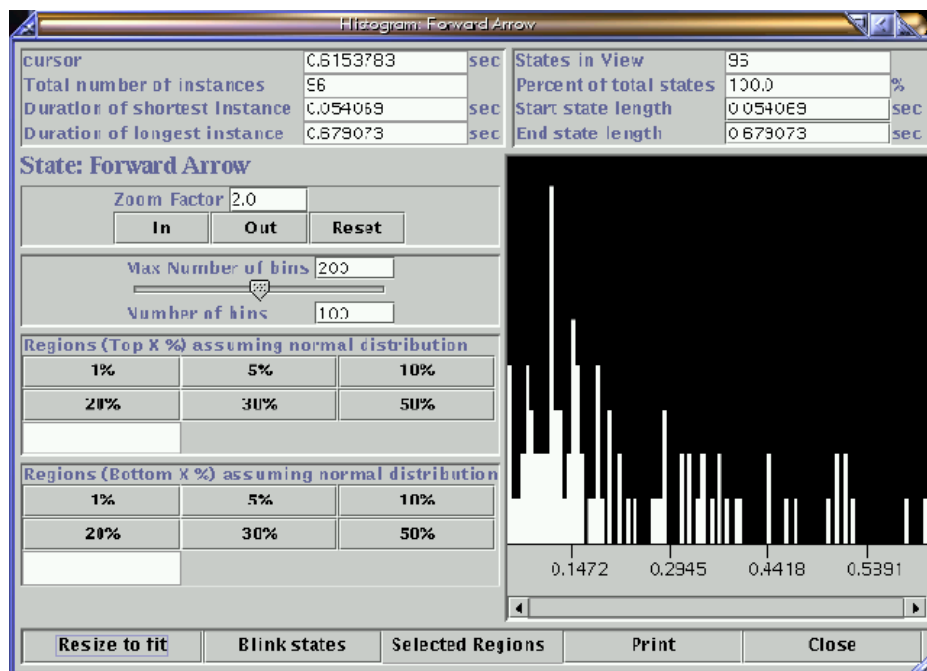 Histogram: Forward Arrow
cursor 0.6153783 sec
Total number of instances 96
Duration of shortest Instance 0.054069 sec
Duration of longest instance 0.679073 sec
States in View 96
Percent of total states 100.0 %
Start state length 0.054069 sec
End state length 0.679073 sec
State: Forward Arrow
Zoom Factor 2.0
In Out Reset
Max Number of bins 200
Number of bins 100
Regions (Top X %) assuming normal distribution
1% 5% 10%
20% 30% 50%
Regions (Bottom X %) assuming normal distribution
1% 5% 10%
20% 30% 50%
0.1472 0.2945 0.4418 0.5391
Resize to fit Blink states Selected Regions Print Close